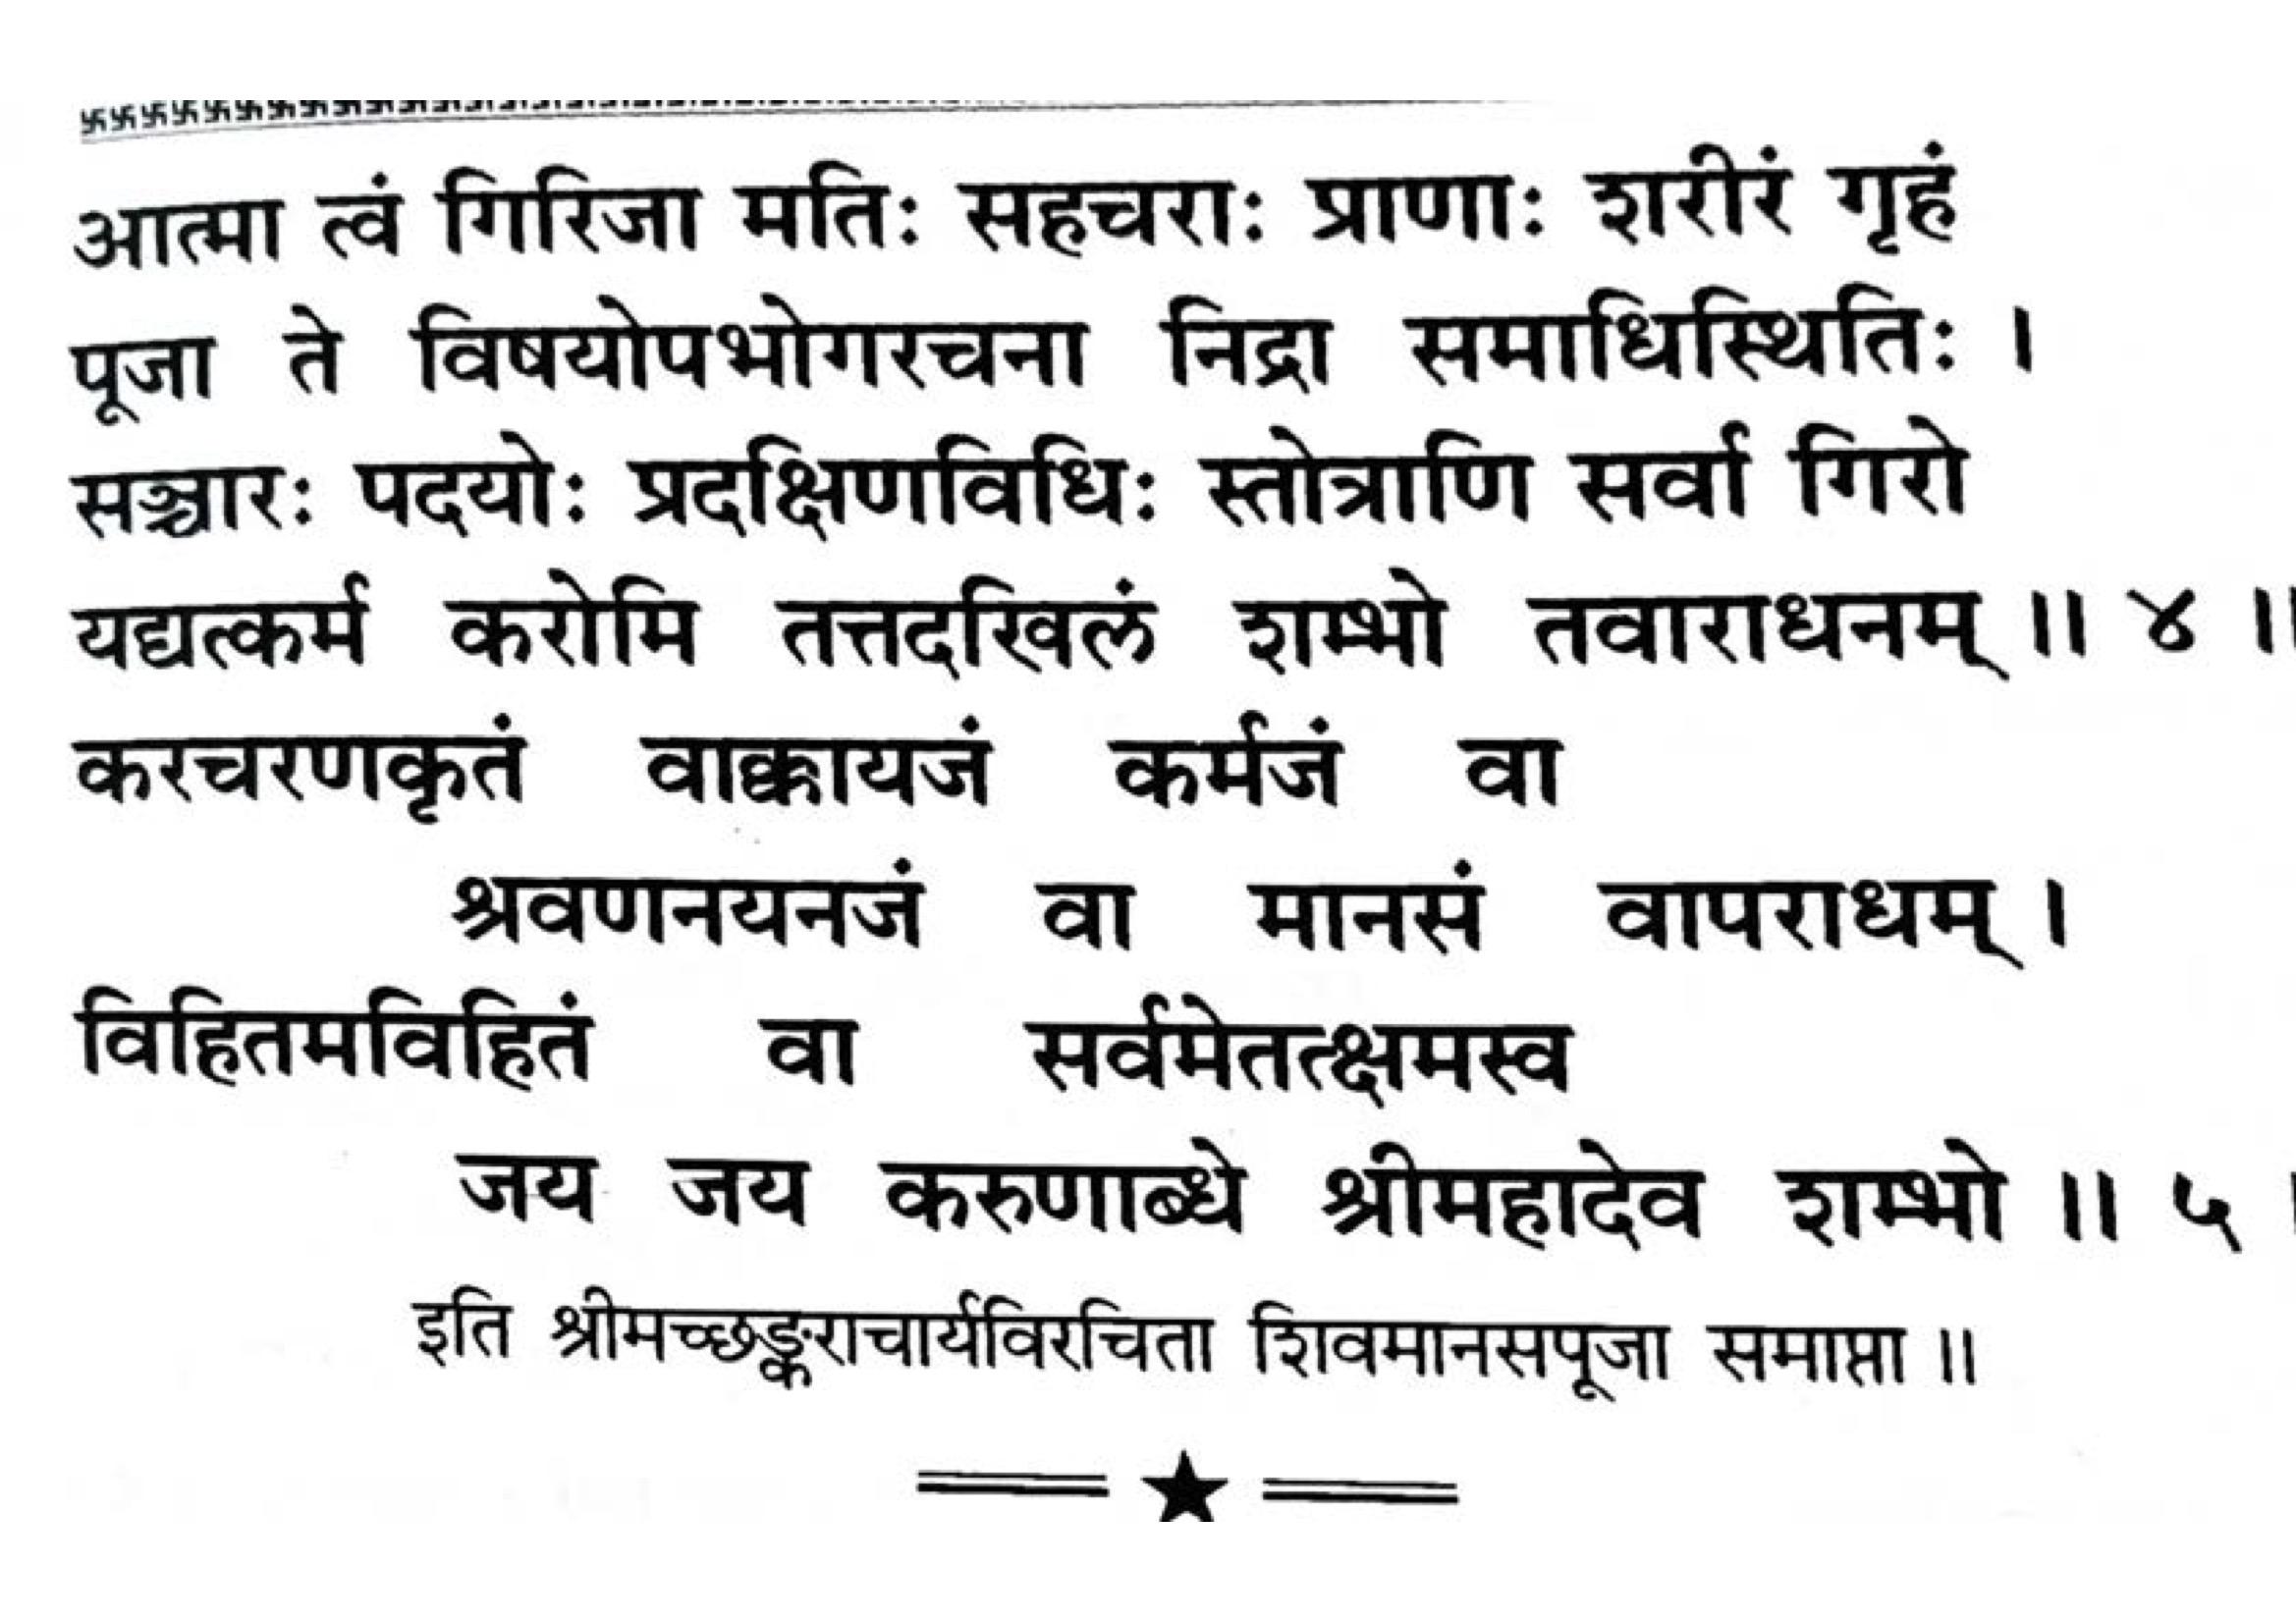 आत्मा त्वं गिरिजा मतिः सहचराः प्राणाः शरीरं गृहं
पूजा ते विषयोपभोगरचना निद्रा समाधिस्थितिः ।
सञ्चारः पदयोः प्रदक्षिणविधिः स्तोत्राणि सर्वा गिरो
यद्यत्कर्म करोमि तत्तदखिलं शम्भो तवाराधनम् ॥ ४ ॥
करचरणकृतं वाक्कायजं कर्मजं वा
श्रवणनयनजं वा मानसं वापराधम् ।
विहितमविहितं वा सर्वमेतत्क्षमस्व
जय जय करुणाब्धे श्रीमहादेव शम्भो ॥ ५ ।
इति श्रीमच्छङ्कराचार्यविरचिता शिवमानसपूजा समाप्ता ॥